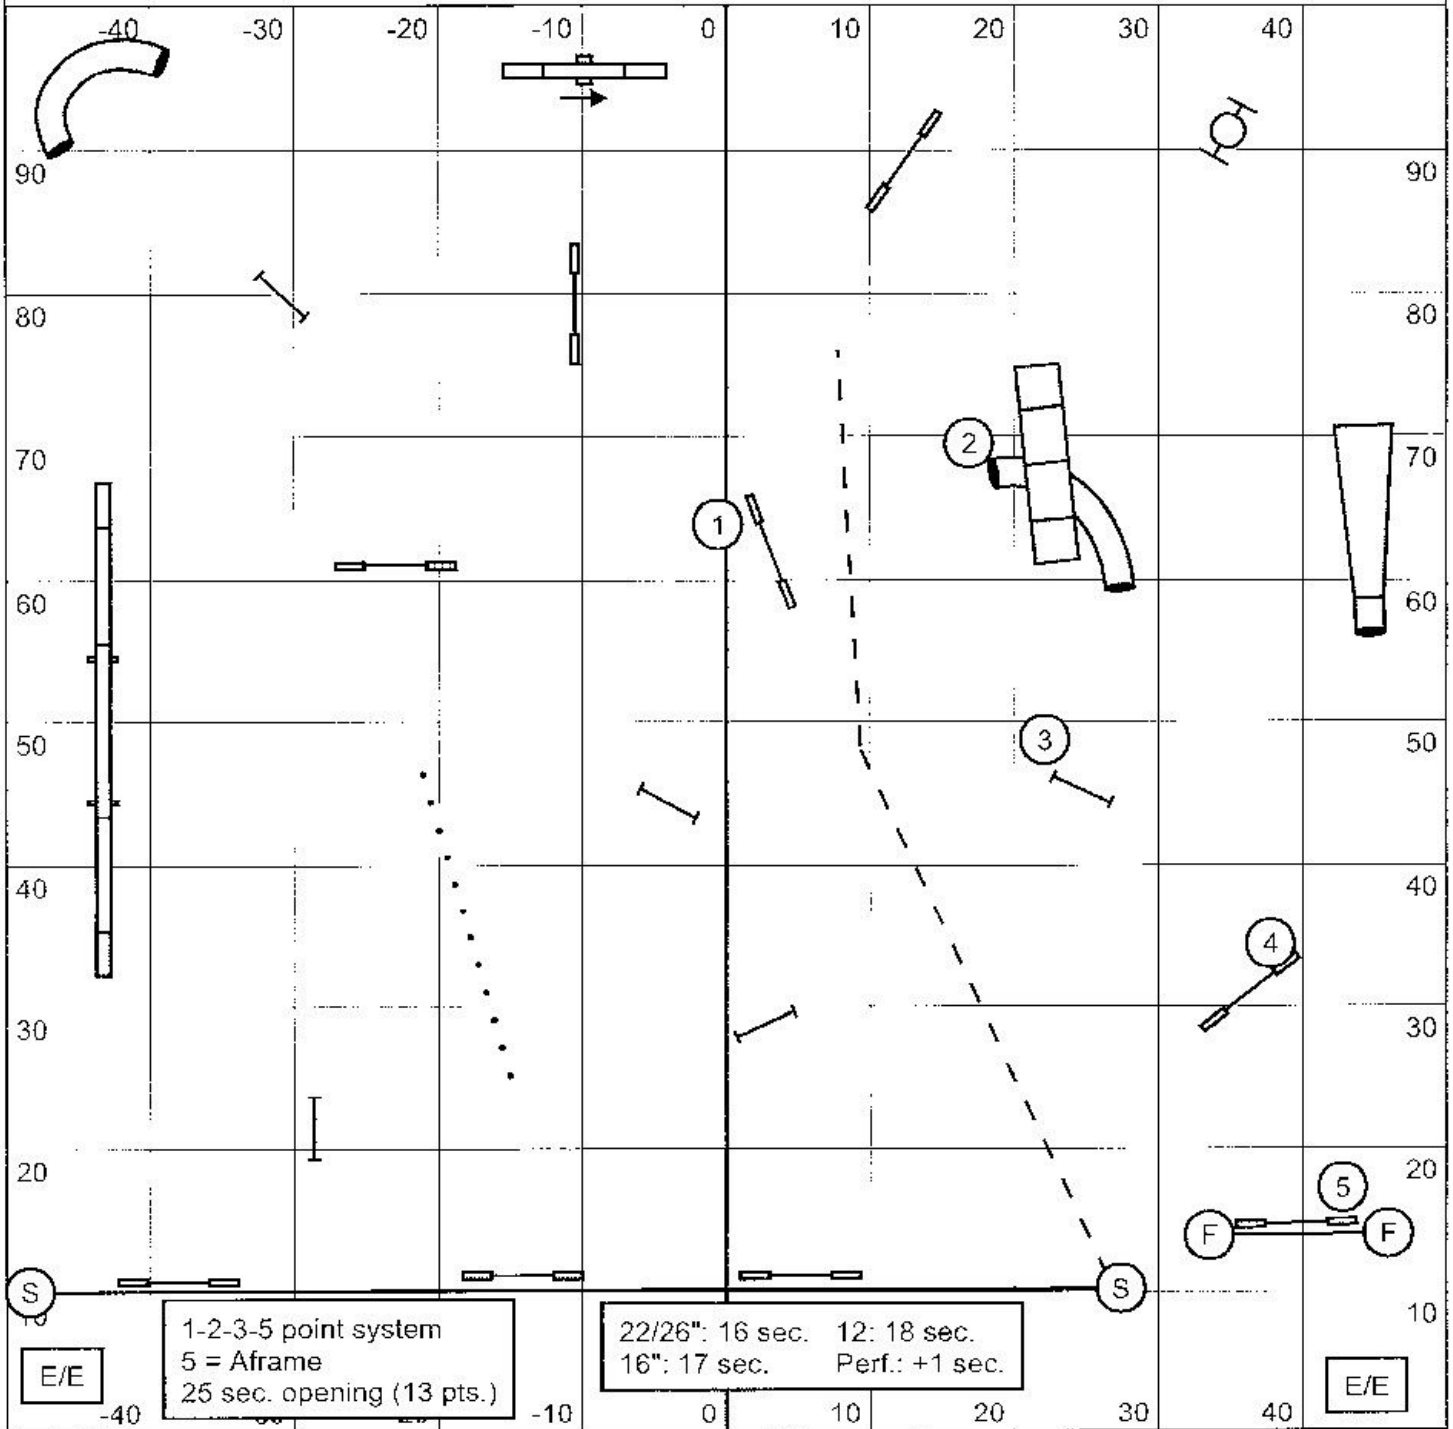 -40 -30 -20 -10 0 10 20 30 40
90 90
80 80
2
70 70
1
60 60
3
50 50
40 40
4
30 30
20 20
5
F F
S S
10
1-2-3-5 point system
5 = Aframe
25 sec. opening (13 pts.)
22/26": 16 sec. 12: 18 sec.
16": 17 sec. Perf.: +1 sec.
E/E E/E
-40 -10 0 10 20 30 40